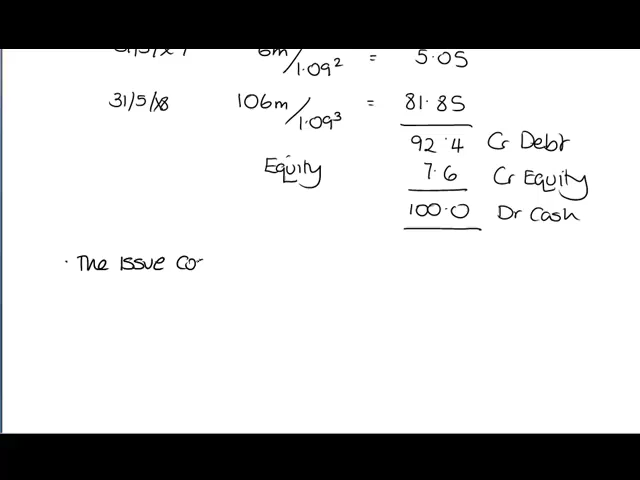 6m/1.09² = 5.05
31/5/x8 106m/1.09³ = 81.85
92.4 Cr Debt
Equity 7.6 Cr Equity
100.0 Dr Cash
· The issue co